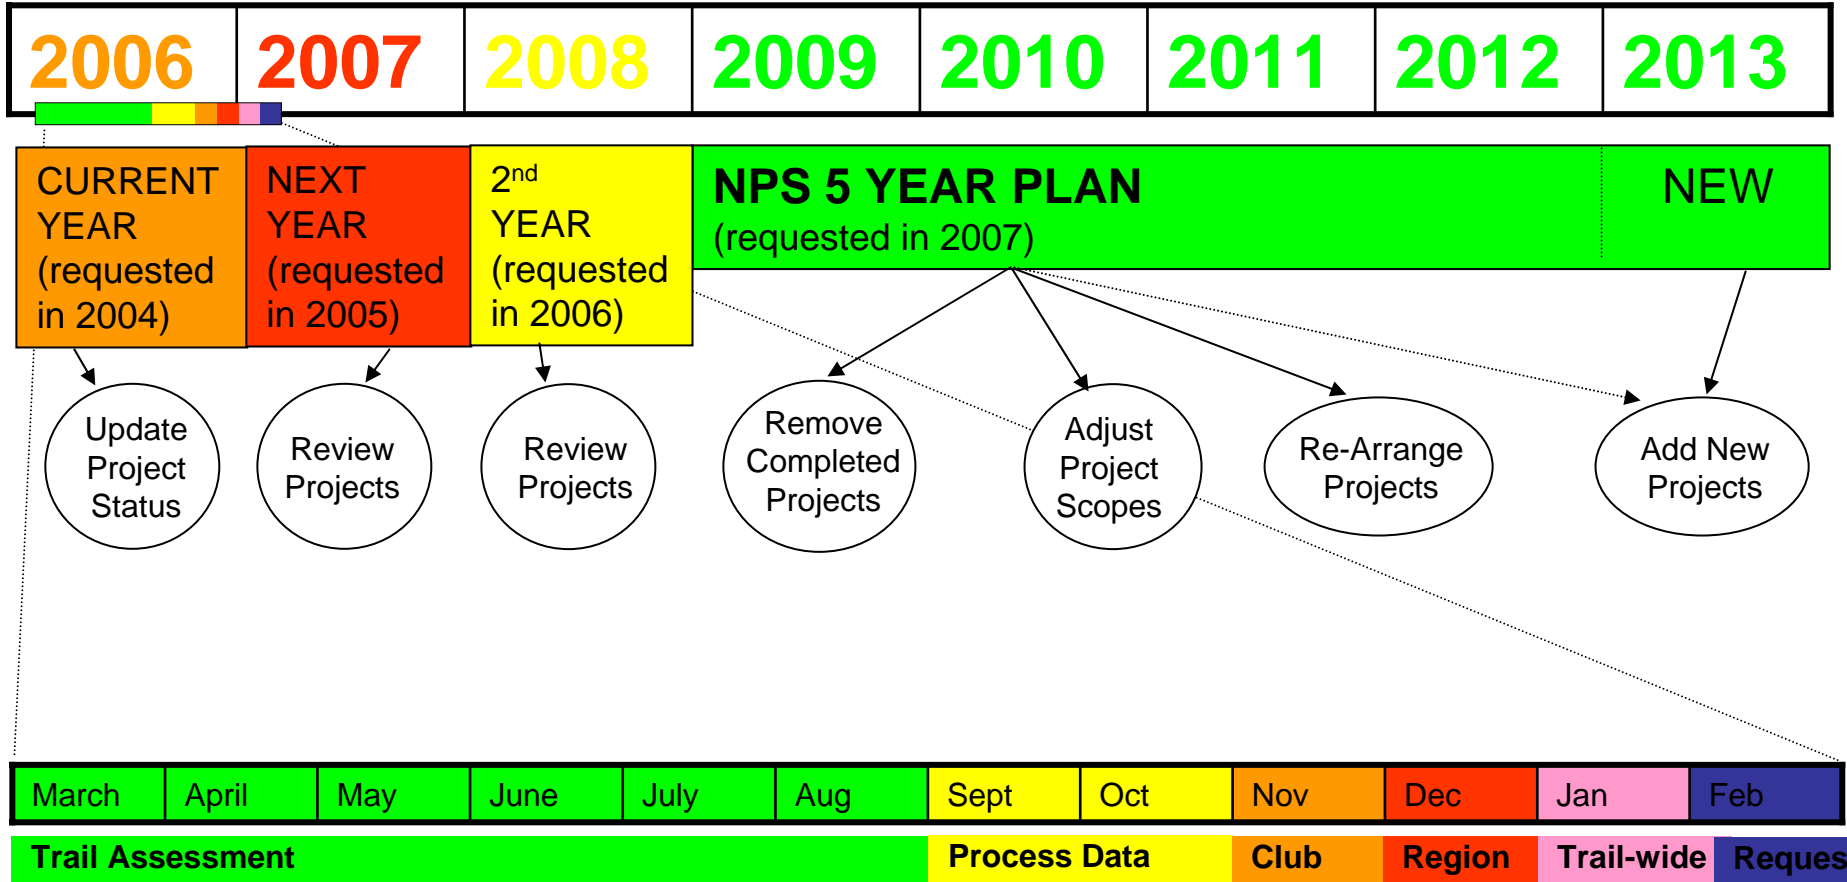 2006 2007 2008 2009 2010 2011 2012 2013
CURRENT
YEAR
(requested
in 2004)
NEXT
YEAR
(requested
in 2005)
2nd
YEAR
(requested
in 2006)
NPS 5 YEAR PLAN
(requested in 2007)
NEW
Update
Project
Status
Review
Projects
Review
Projects
Remove
Completed
Projects
Adjust
Project
Scopes
Re-Arrange
Projects
Add New
Projects
March April May June July Aug Sept Oct Nov Dec Jan Feb
Trail Assessment Process Data Club Region Trail-wide Reques